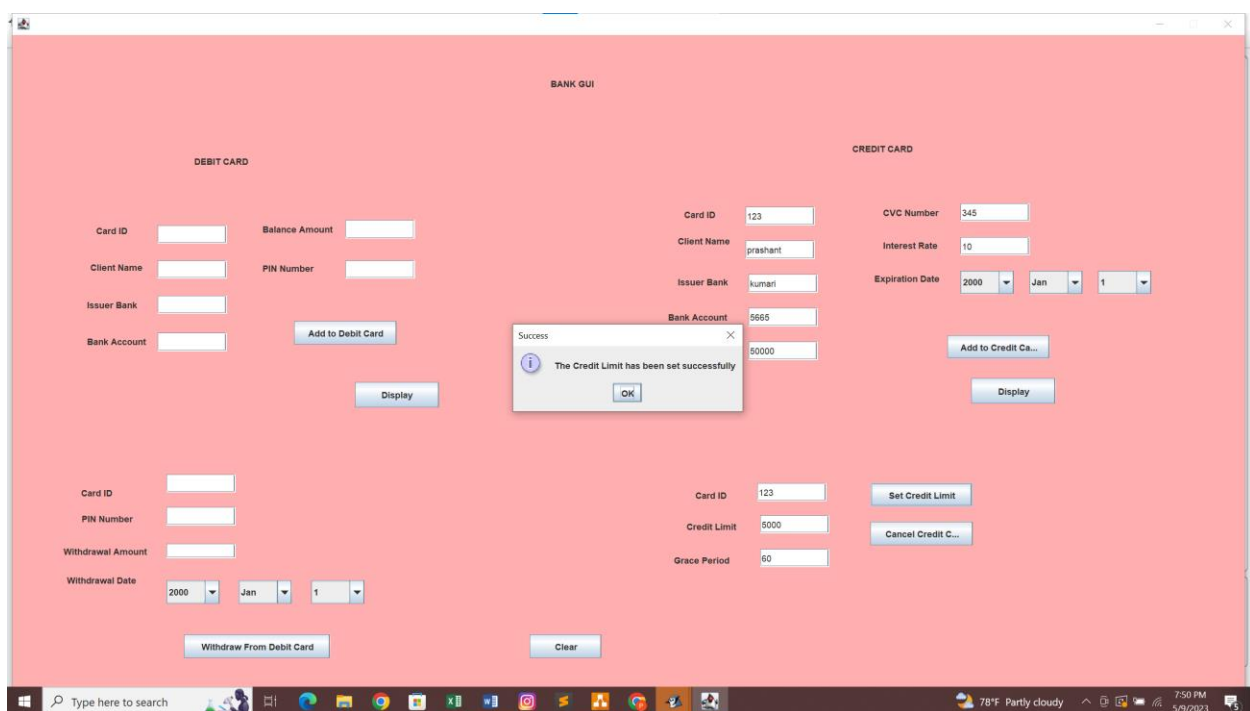 BANK GUI
DEBIT CARD
Card ID
Balance Amount
Client Name
PIN Number
Issuer Bank
Bank Account
Add to Debit Card
Display
CREDIT CARD
Card ID 123
CVC Number 345
Client Name prashant
Interest Rate 10
Issuer Bank kumari
Expiration Date 2000 Jan 1
Bank Account 5665
50000
Add to Credit Ca...
Display
Success
The Credit Limit has been set successfully
OK
Card ID
PIN Number
Withdrawal Amount
Withdrawal Date
2000 Jan 1
Withdraw From Debit Card
Clear
Card ID 123
Set Credit Limit
Credit Limit 5000
Cancel Credit C...
Grace Period 60
Type here to search
78°F Partly cloudy
7:50 PM
5/9/2023